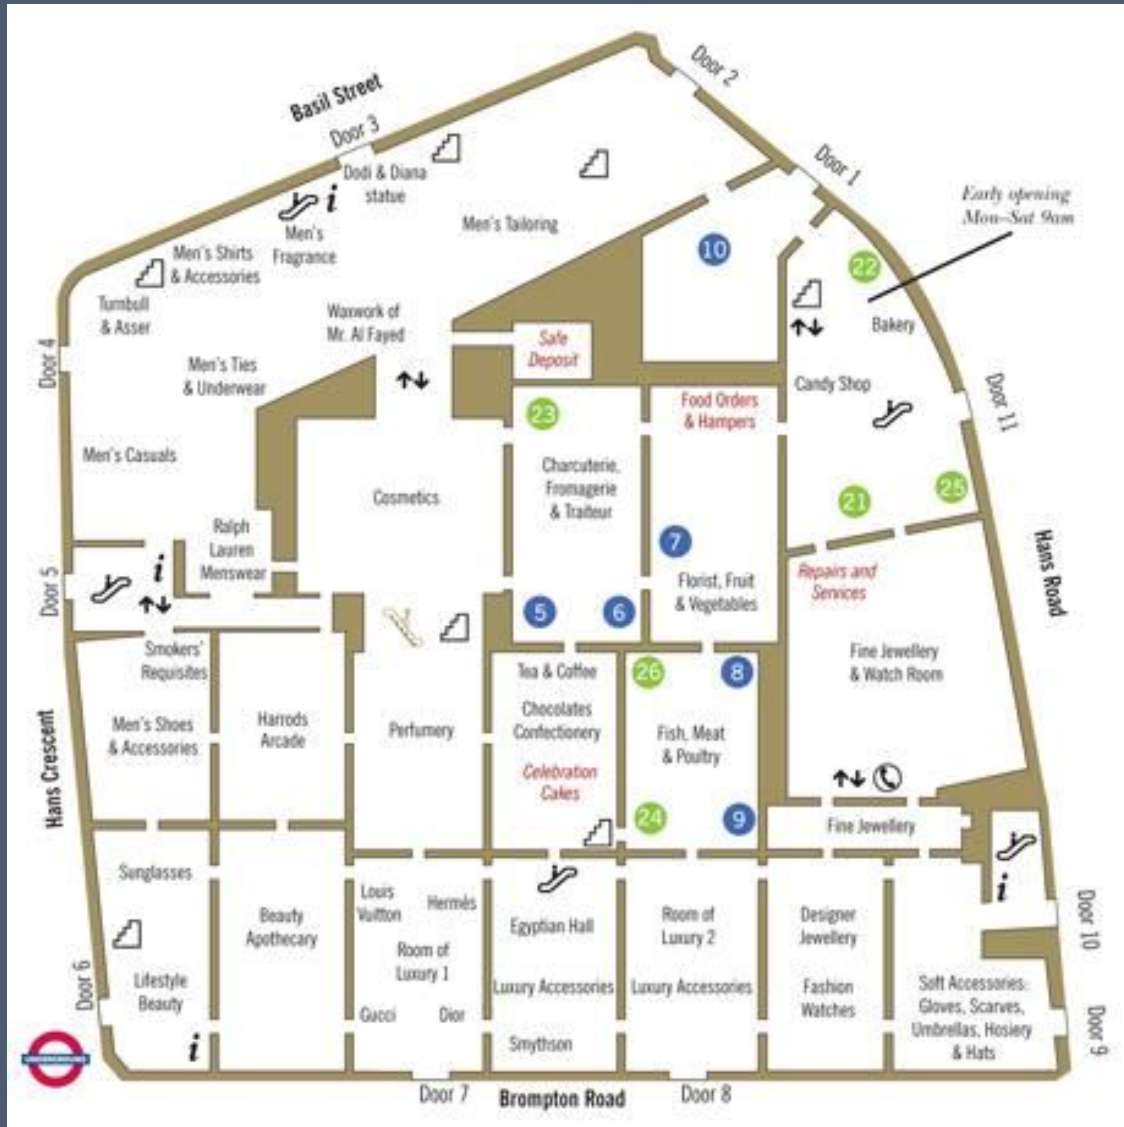 Basil Street
Door 3
Door 2
Door 1
Early opening
Mon–Sat 9am
Dodi & Diana
statue
i
Men's
Fragrance
Men's Tailoring
Men's Shirts
& Accessories
10
22
Turnbull
& Asser
Waxwork of
Mr. Al Fayed
Bakery
Door 4
Safe
Deposit
Men's Ties
& Underwear
Candy Shop
Door 11
23
Food Orders
& Hampers
Men's Casuals
Charcuterie,
Fromagerie
& Traiteur
Cosmetics
21
25
Ralph
Lauren
Menswear
7
Hans Road
Door 5
i
Repairs and
Services
Florist, Fruit
& Vegetables
5
6
Smokers'
Requisites
Tea & Coffee
26
8
Fine Jewellery
& Watch Room
Men's Shoes
& Accessories
Harrods
Arcade
Perfumery
Chocolates
Confectionery
Fish, Meat
& Poultry
Hans Crescent
Celebration
Cakes
24
9
Fine Jewellery
Sunglasses
Louis
Vuitton
Hermès
i
Beauty
Apothecary
Egyptian Hall
Room of
Luxury 2
Designer
Jewellery
Door 10
Room of
Luxury 1
Door 6
Lifestyle
Beauty
Luxury Accessories
Luxury Accessories
Fashion
Watches
Soft Accessories:
Gloves, Scarves,
Umbrellas, Hosiery
& Hats
Gucci
Dior
Door 9
i
Smythson
UNDERGROUND
Door 7
Brompton Road
Door 8